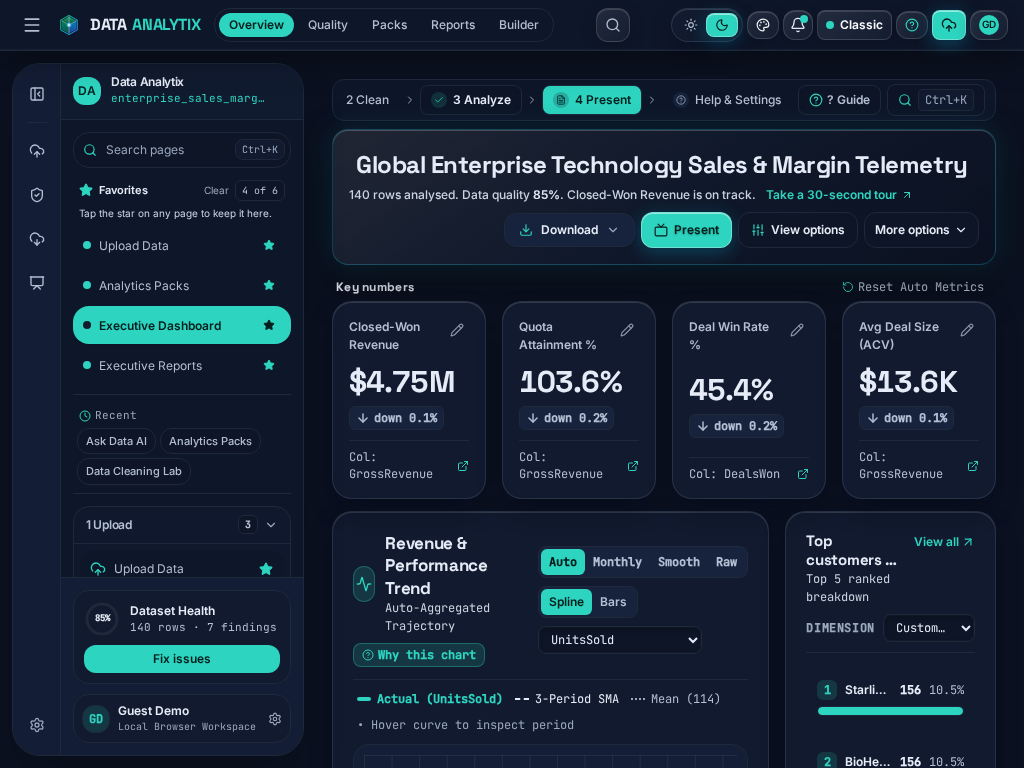 DATA ANALYTIX
Overview
Quality
Packs
Reports
Builder
Classic
GD
DA
Data Analytix
enterprise_sales_marg…
Search pages
Ctrl+K
Favorites
Clear
4 of 6
Tap the star on any page to keep it here.
Upload Data
Analytics Packs
Executive Dashboard
Executive Reports
Recent
Ask Data AI
Analytics Packs
Data Cleaning Lab
1 Upload
3
Upload Data
85%
Dataset Health
140 rows · 7 findings
Fix issues
GD
Guest Demo
Local Browser Workspace
2 Clean
3 Analyze
4 Present
Help & Settings
? Guide
Ctrl+K
Global Enterprise Technology Sales & Margin Telemetry
140 rows analysed. Data quality 85%. Closed-Won Revenue is on track. Take a 30-second tour ↗
Download
Present
View options
More options
Key numbers
Reset Auto Metrics
Closed-Won
Revenue
$4.75M
↓ down 0.1%
Col:
GrossRevenue
Quota
Attainment %
103.6%
↓ down 0.2%
Col:
GrossRevenue
Deal Win Rate
%
45.4%
↓ down 0.2%
Col: DealsWon
Avg Deal Size
(ACV)
$13.6K
↓ down 0.1%
Col:
GrossRevenue
Revenue &
Performance
Trend
Auto-Aggregated
Trajectory
Why this chart
Auto
Monthly
Smooth
Raw
Spline
Bars
UnitsSold
Actual (UnitsSold)
3-Period SMA
Mean (114)
• Hover curve to inspect period
Top
customers …
View all ↗
Top 5 ranked
breakdown
DIMENSION
Custom…
1 Starli… 156 10.5%
2 BioHe… 156 10.5%